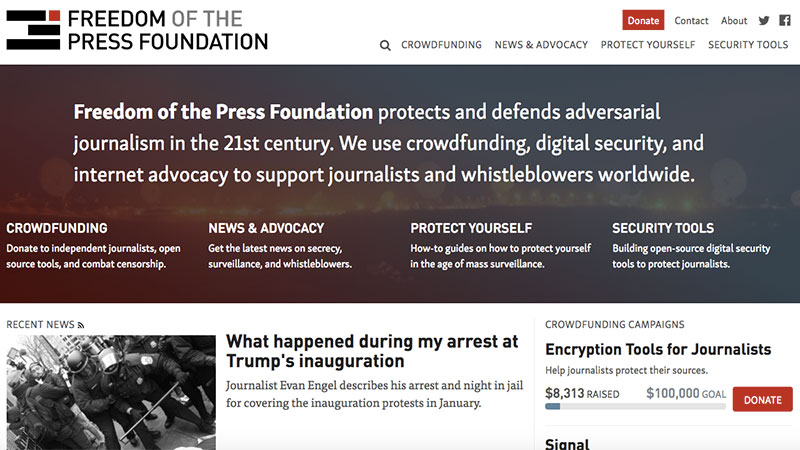 FREEDOM OF THE
PRESS FOUNDATION
Donate Contact About
CROWDFUNDING NEWS & ADVOCACY PROTECT YOURSELF SECURITY TOOLS
Freedom of the Press Foundation protects and defends adversarial
journalism in the 21st century. We use crowdfunding, digital security, and
internet advocacy to support journalists and whistleblowers worldwide.
CROWDFUNDING
Donate to independent journalists, open
source tools, and combat censorship.
NEWS & ADVOCACY
Get the latest news on secrecy,
surveillance, and whistleblowers.
PROTECT YOURSELF
How-to guides on how to protect yourself
in the age of mass surveillance.
SECURITY TOOLS
Building open-source digital security
tools to protect journalists.
RECENT NEWS
What happened during my arrest at
Trump's inauguration
Journalist Evan Engel describes his arrest and night in jail
for covering the inauguration protests in January.
CROWDFUNDING CAMPAIGNS
Encryption Tools for Journalists
Help journalists protect their sources.
$8,313 RAISED $100,000 GOAL
DONATE
Signal